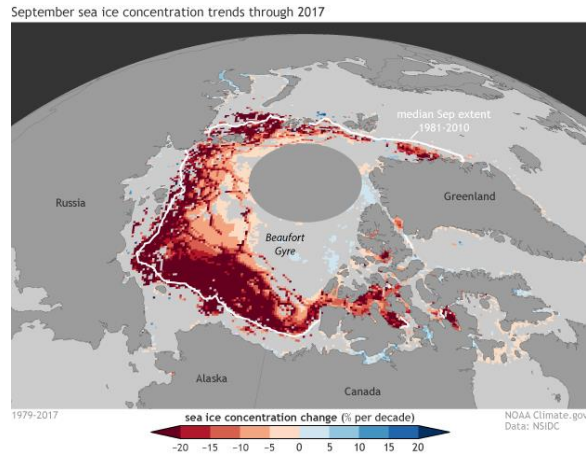 September sea ice concentration trends through 2017
median Sep extent
1981-2010
Russia
Greenland
Beaufort
Gyre
Alaska
Canada
1979-2017
NOAA Climate.gov
Data: NSIDC
sea ice concentration change (% per decade)
-20 -15 -10 -5 0 5 10 15 20